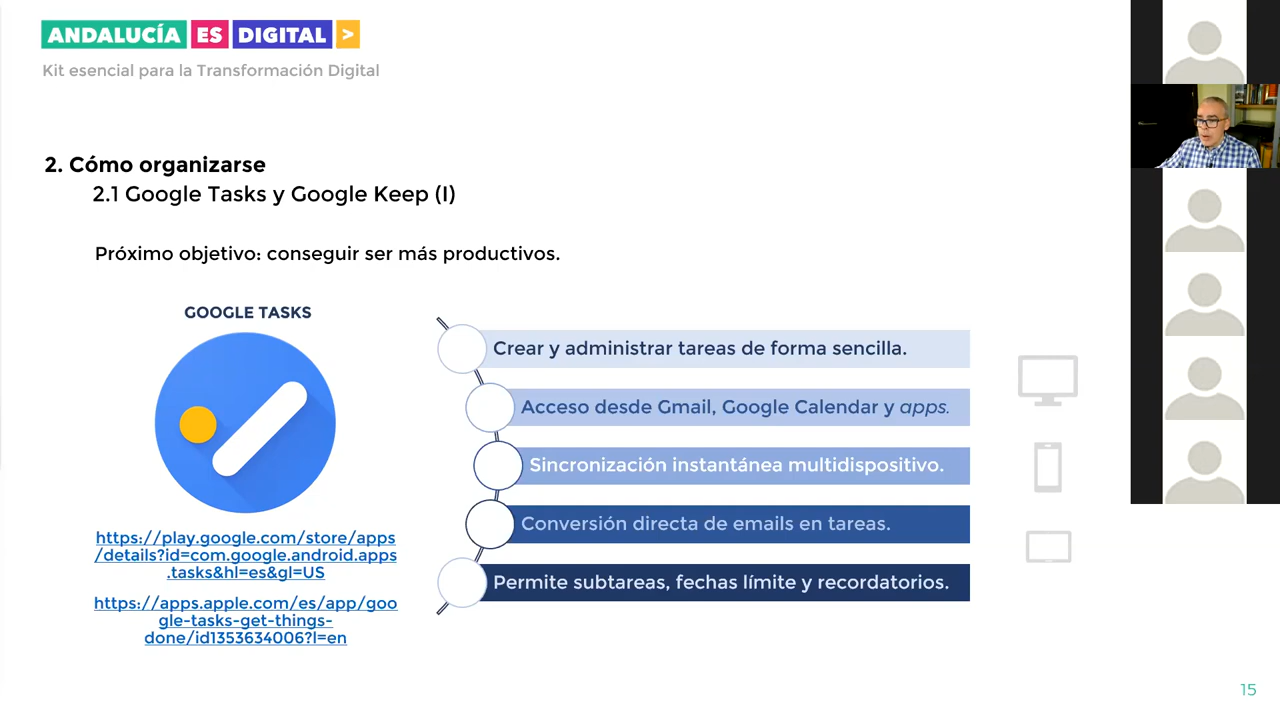 ANDALUCÍA ES DIGITAL >
Kit esencial para la Transformación Digital
2. Cómo organizarse
2.1 Google Tasks y Google Keep (I)
Próximo objetivo: conseguir ser más productivos.
GOOGLE TASKS
https://play.google.com/store/apps
/details?id=com.google.android.apps
.tasks&hl=es&gl=US
https://apps.apple.com/es/app/goo
gle-tasks-get-things-
done/id1353634006?l=en
Crear y administrar tareas de forma sencilla.
Acceso desde Gmail, Google Calendar y apps.
Sincronización instantánea multidispositivo.
Conversión directa de emails en tareas.
Permite subtareas, fechas límite y recordatorios.
15